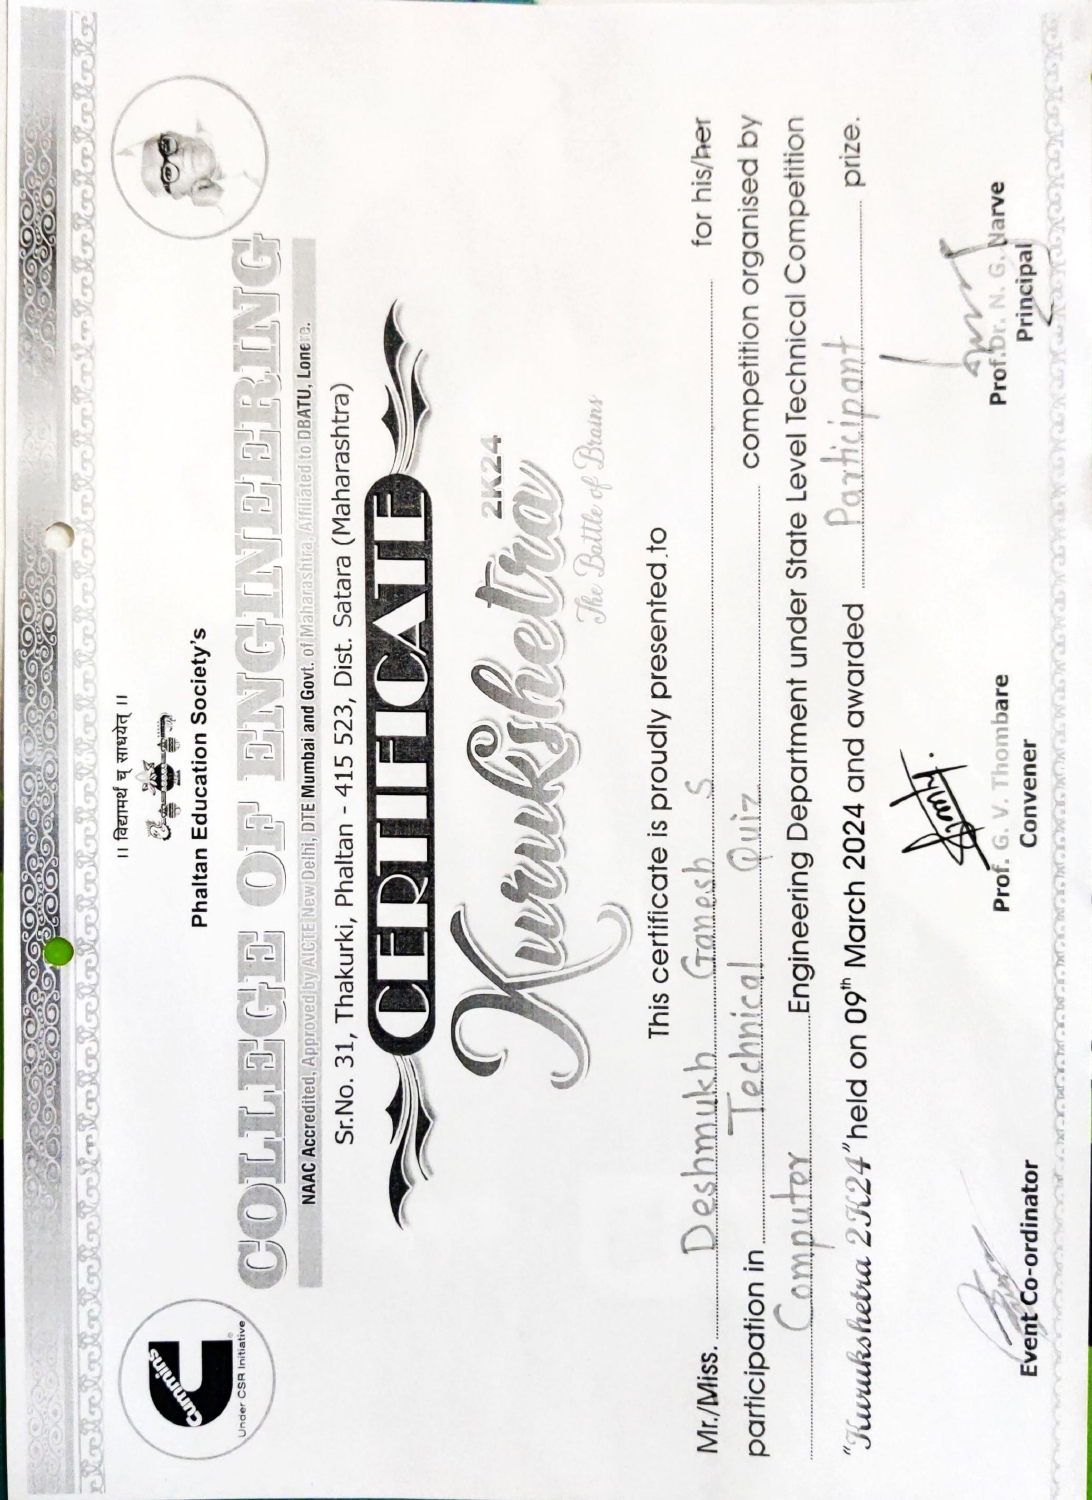 ।। विद्यामर्थं च साधयेत् ।।
Phaltan Education Society's
COLLEGE OF ENGINEERING
NAAC Accredited, Approved by AICTE New Delhi, DTE Mumbai and Govt. of Maharashtra, Affiliated to DBATU, Lonere.
Sr.No. 31, Thakurki, Phaltan - 415 523, Dist. Satara (Maharashtra)
Cummins
Under CSR Initiative
CERTIFICATE
Kurukshetra 2K24
The Battle of Brains
This certificate is proudly presented to
Mr./Miss. Deshmukh Ganesh S for his/her
participation in Technical Quiz competition organised by
Computer Engineering Department under State Level Technical Competition
"Kurukshetra 2K24" held on 09th March 2024 and awarded Participant prize.
Event Co-ordinator
Prof. G. V. Thombare
Convener
Prof.Dr. N. G. Narve
Principal